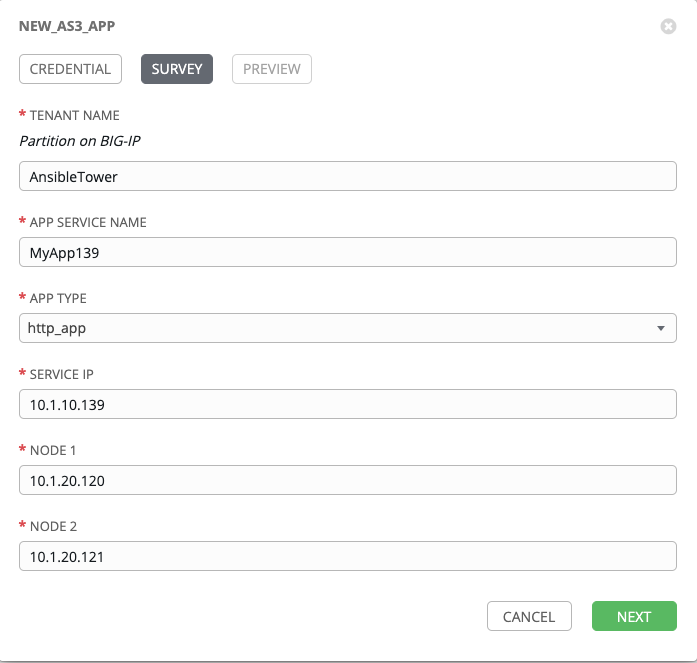 NEW_AS3_APP
CREDENTIAL SURVEY PREVIEW
* TENANT NAME
Partition on BIG-IP
AnsibleTower
* APP SERVICE NAME
MyApp139
* APP TYPE
http_app
* SERVICE IP
10.1.10.139
* NODE 1
10.1.20.120
* NODE 2
10.1.20.121
CANCEL NEXT